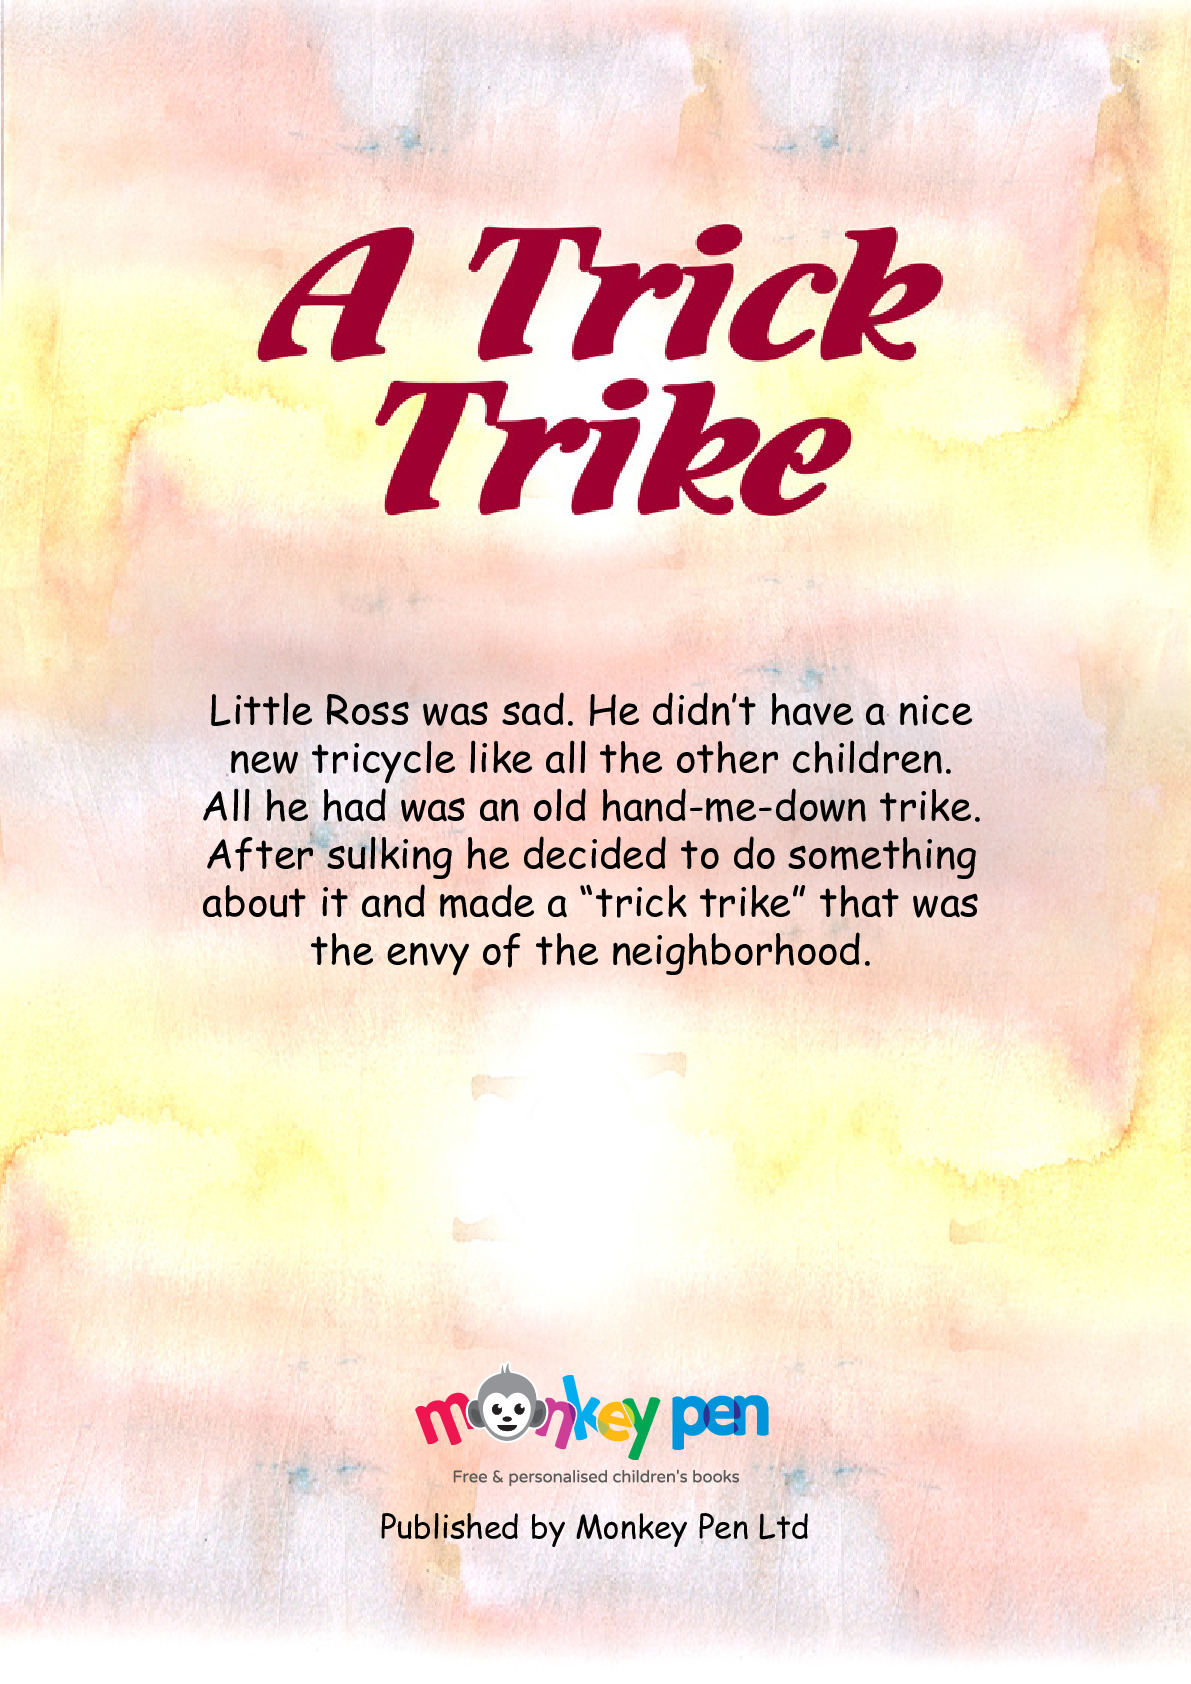 A Trick
Trike
Little Ross was sad. He didn’t have a nice
new tricycle like all the other children.
All he had was an old hand-me-down trike.
After sulking he decided to do something
about it and made a “trick trike” that was
the envy of the neighborhood.
monkey pen
Free & personalised children's books
Published by Monkey Pen Ltd